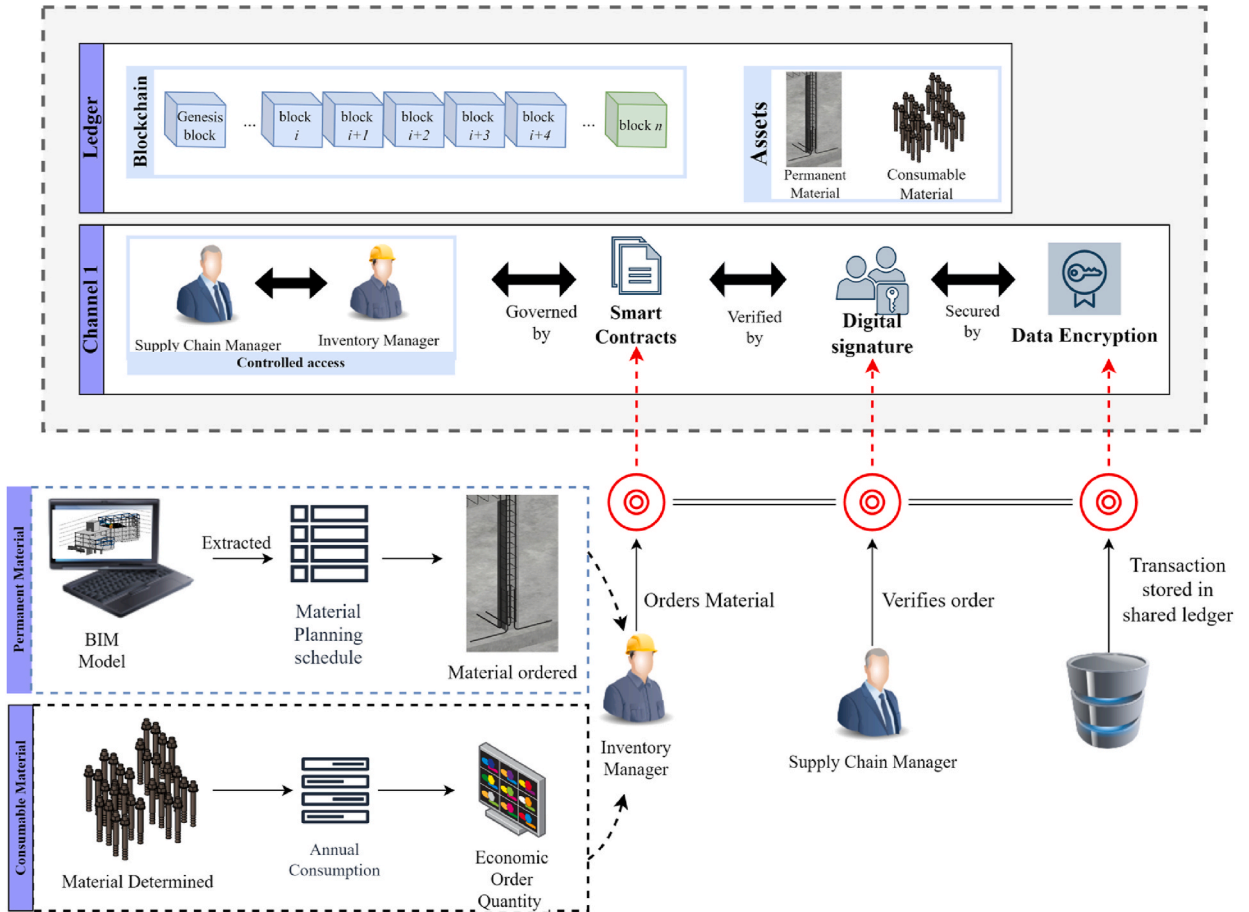 Ledger
Blockchain
Genesis
block
...
block
i
block
i+1
block
i+2
block
i+3
block
i+4
...
block n
Assets
Permanent
Material
Consumable
Material
Channel 1
Supply Chain Manager
Inventory Manager
Controlled access
Governed
by
Smart
Contracts
Verified
by
Digital
signature
Secured
by
Data Encryption
Permanent Material
BIM
Model
Extracted
Material
Planning
schedule
Material ordered
Orders Material
Inventory
Manager
Verifies order
Supply Chain Manager
Transaction
stored in
shared ledger
Consumable Material
Material Determined
Annual
Consumption
Economic
Order
Quantity